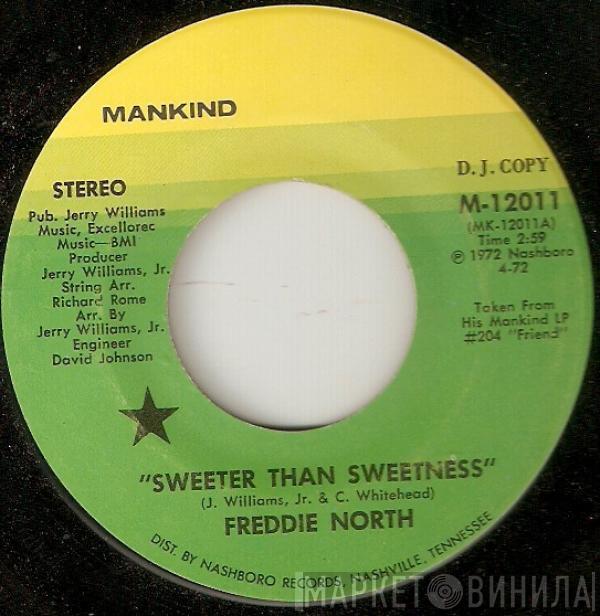 MANKIND
D.J. COPY
STEREO
M-12011
(MK-12011A)
Time 2:59
℗ 1972 Nashboro
4-72
Pub. Jerry Williams
Music, Excellorec
Music—BMI
Producer
Jerry Williams, Jr.
String Arr.
Richard Rome
Arr. By
Jerry Williams, Jr.
Engineer
David Johnson
Taken From
His Mankind LP
#204 "Friend"
"SWEETER THAN SWEETNESS"
(J. Williams, Jr. & C. Whitehead)
FREDDIE NORTH
DIST. BY NASHBORO RECORDS, NASHVILLE, TENNESSEE
МАРКЕТ ВИНИЛА